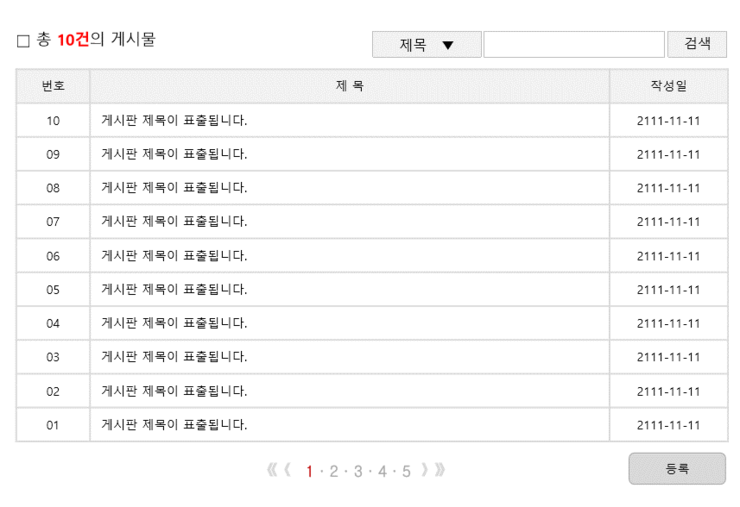 □ 총 10건의 게시물 제목 ▼ 검색
번호 제 목 작성일
10 게시판 제목이 표출됩니다. 2111-11-11
09 게시판 제목이 표출됩니다. 2111-11-11
08 게시판 제목이 표출됩니다. 2111-11-11
07 게시판 제목이 표출됩니다. 2111-11-11
06 게시판 제목이 표출됩니다. 2111-11-11
05 게시판 제목이 표출됩니다. 2111-11-11
04 게시판 제목이 표출됩니다. 2111-11-11
03 게시판 제목이 표출됩니다. 2111-11-11
02 게시판 제목이 표출됩니다. 2111-11-11
01 게시판 제목이 표출됩니다. 2111-11-11
《 〈 1 · 2 · 3 · 4 · 5 〉 》 등록